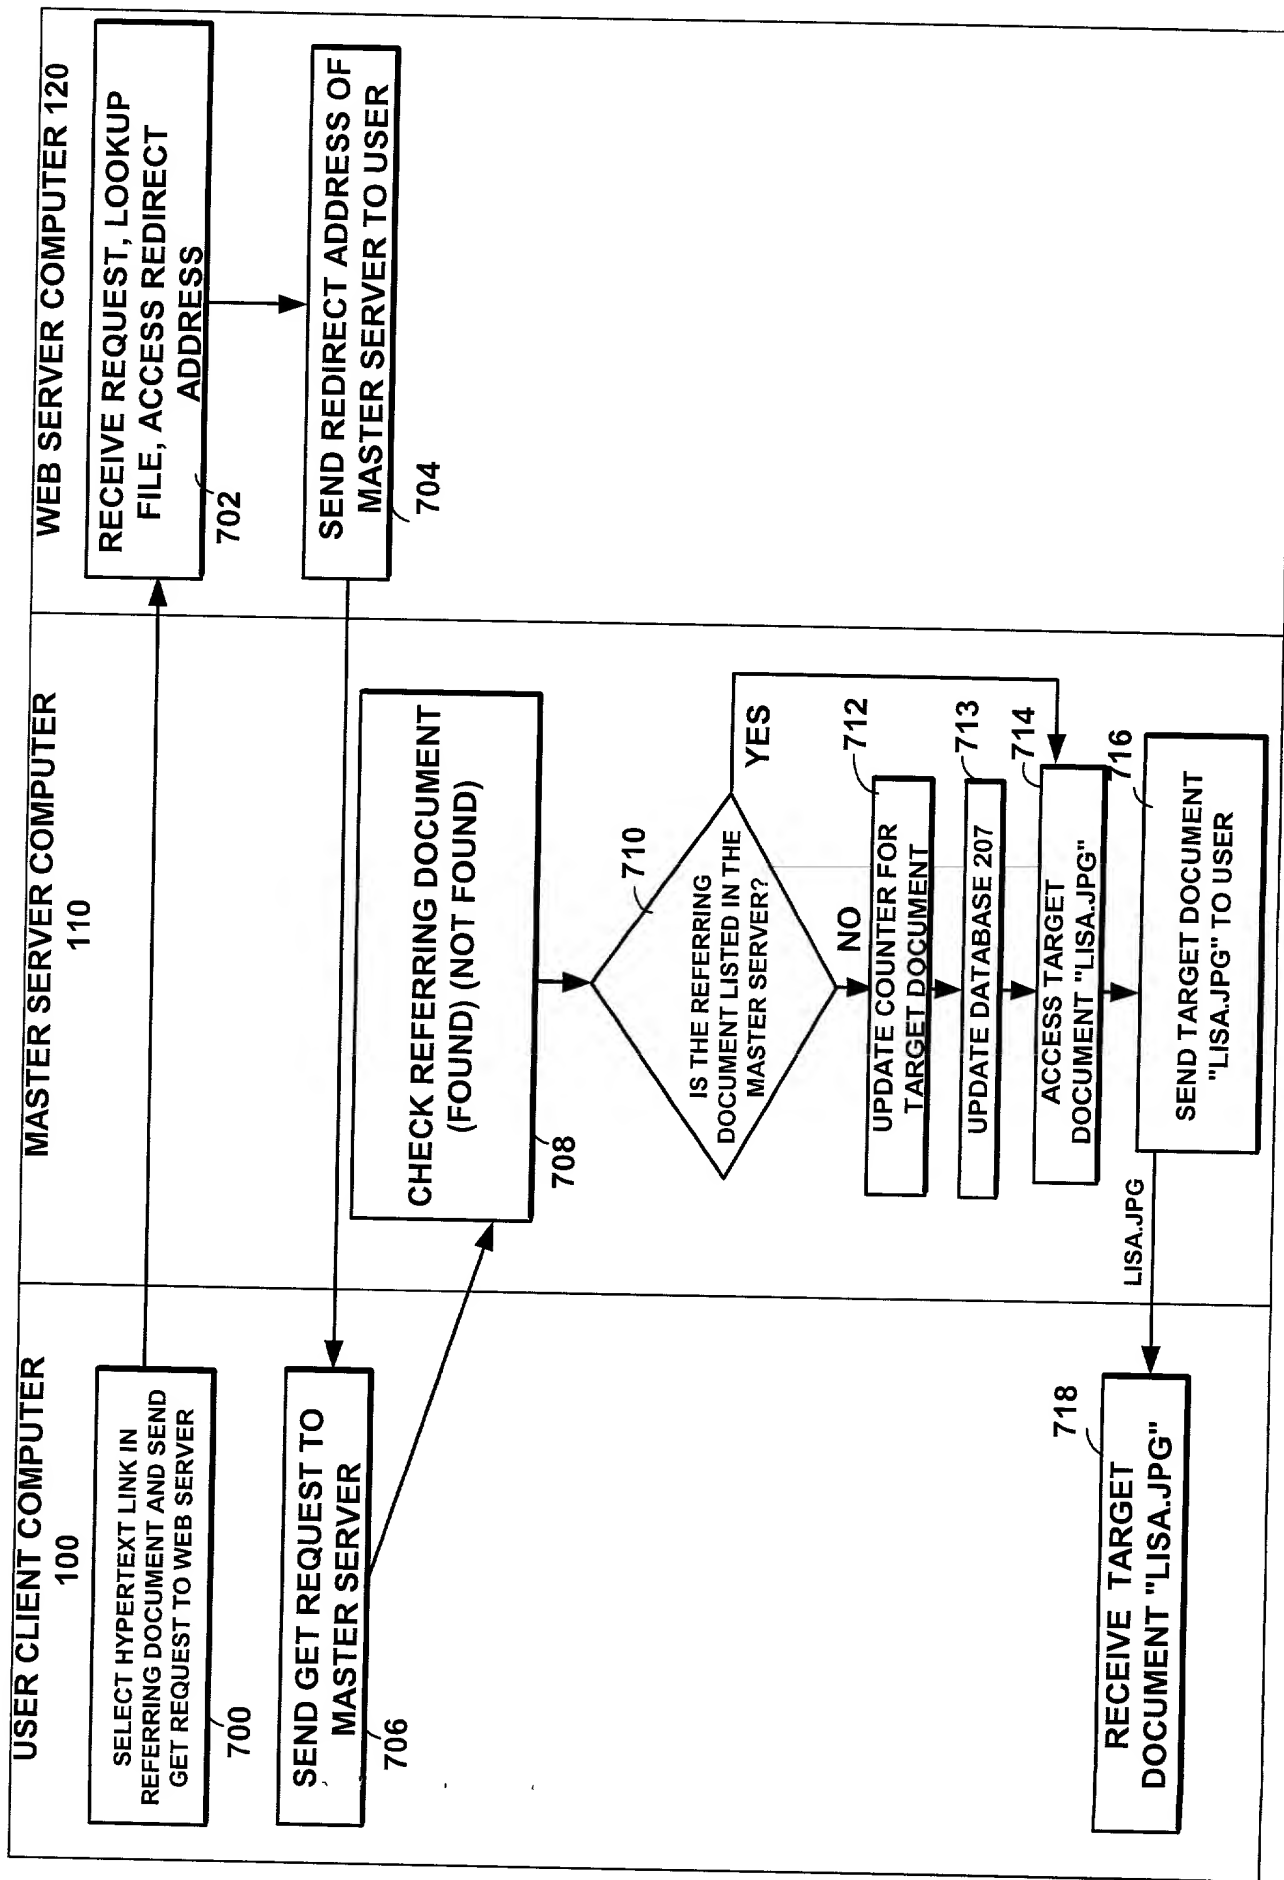 USER CLIENT COMPUTER
100
MASTER SERVER COMPUTER
110
WEB SERVER COMPUTER 120
SELECT HYPERTEXT LINK IN
REFERRING DOCUMENT AND SEND
GET REQUEST TO WEB SERVER
700
RECEIVE REQUEST, LOOKUP
FILE, ACCESS REDIRECT
ADDRESS
702
SEND REDIRECT ADDRESS OF
MASTER SERVER TO USER
704
SEND GET REQUEST TO
MASTER SERVER
706
CHECK REFERRING DOCUMENT
(FOUND) (NOT FOUND)
708
IS THE REFERRING
DOCUMENT LISTED IN THE
MASTER SERVER?
710
YES
NO
UPDATE COUNTER FOR
TARGET DOCUMENT
712
UPDATE DATABASE 207
713
ACCESS TARGET
DOCUMENT "LISA.JPG"
714
SEND TARGET DOCUMENT
"LISA.JPG" TO USER
716
LISA.JPG
RECEIVE TARGET
DOCUMENT "LISA.JPG"
718